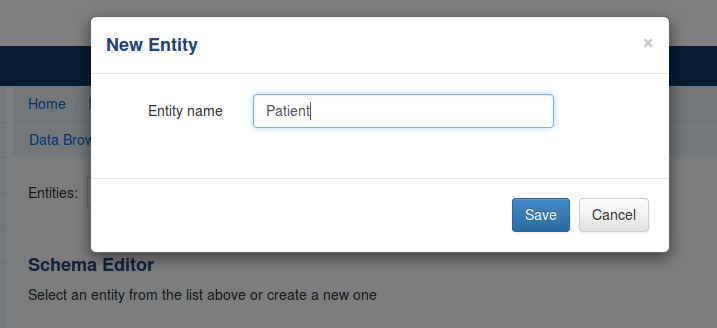 New Entity
×
Entity name Patient
Save Cancel
Home /
Data Brow
Entities:
Schema Editor
Select an entity from the list above or create a new one